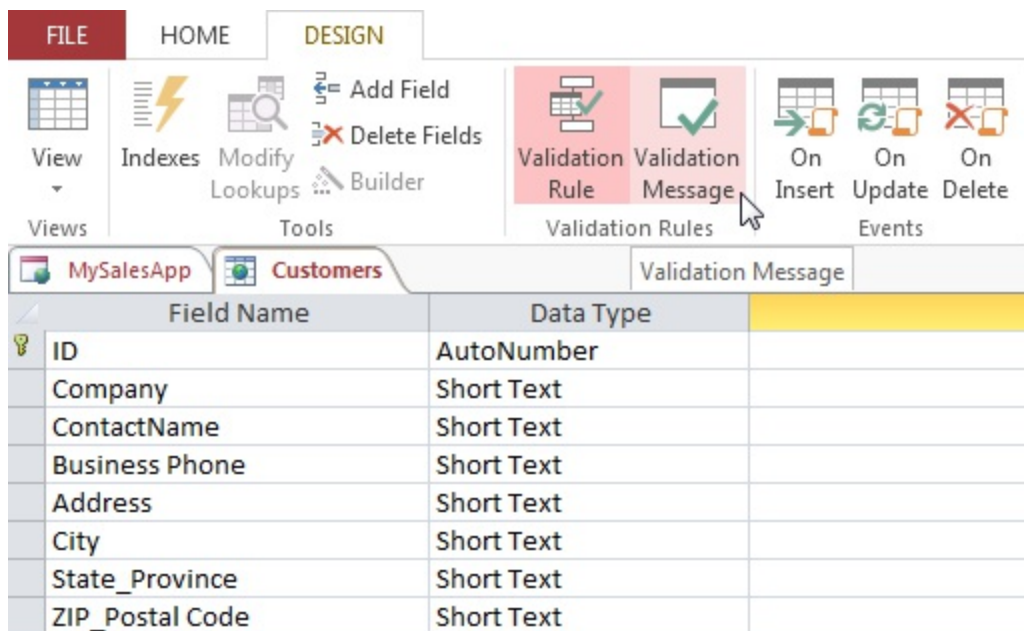 FILE HOME DESIGN
View
Indexes
Modify
Lookups
Add Field
Delete Fields
Builder
Validation
Rule
Validation
Message
On
Insert
On
Update
On
Delete
Views Tools Validation Rules Events
MySalesApp Customers Validation Message
Field Name Data Type
ID AutoNumber
Company Short Text
ContactName Short Text
Business Phone Short Text
Address Short Text
City Short Text
State_Province Short Text
ZIP_Postal Code Short Text